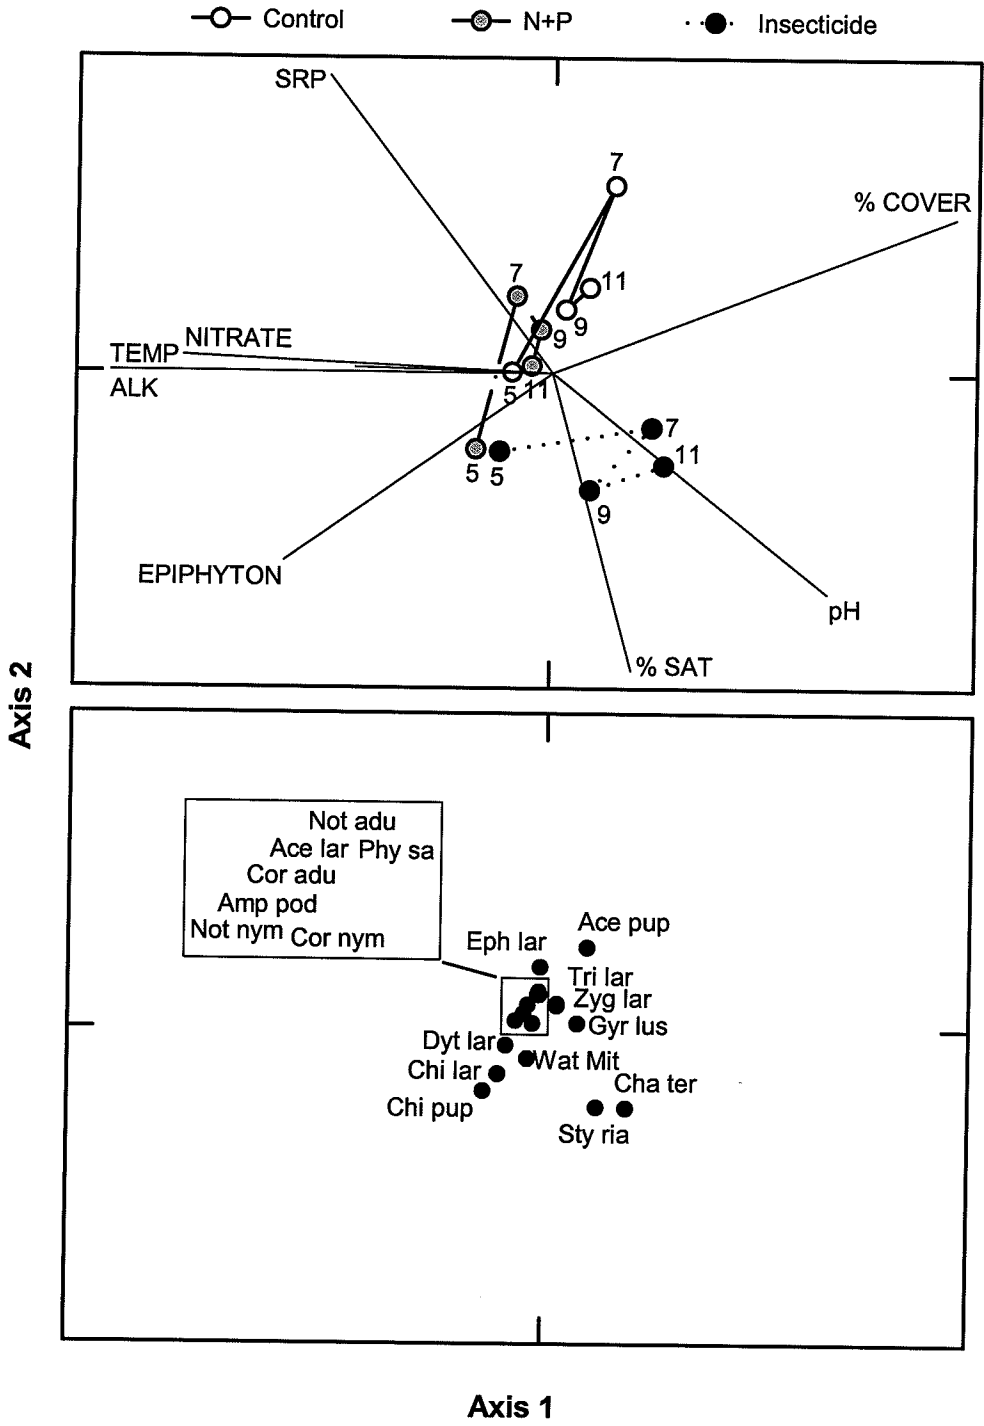 Control N+P Insecticide
SRP
7
% COVER
7
11
9
9
NITRATE
TEMP
ALK
5 11
7
11
5 5
9
EPIPHYTON
pH
% SAT
Axis 2
Not adu
Ace lar Phy sa
Cor adu
Amp pod
Not nym Cor nym
Ace pup
Eph lar
Tri lar
Zyg lar
Gyr lus
Dyt lar
Wat Mit
Chi lar
Cha ter
Chi pup
Sty ria
Axis 1